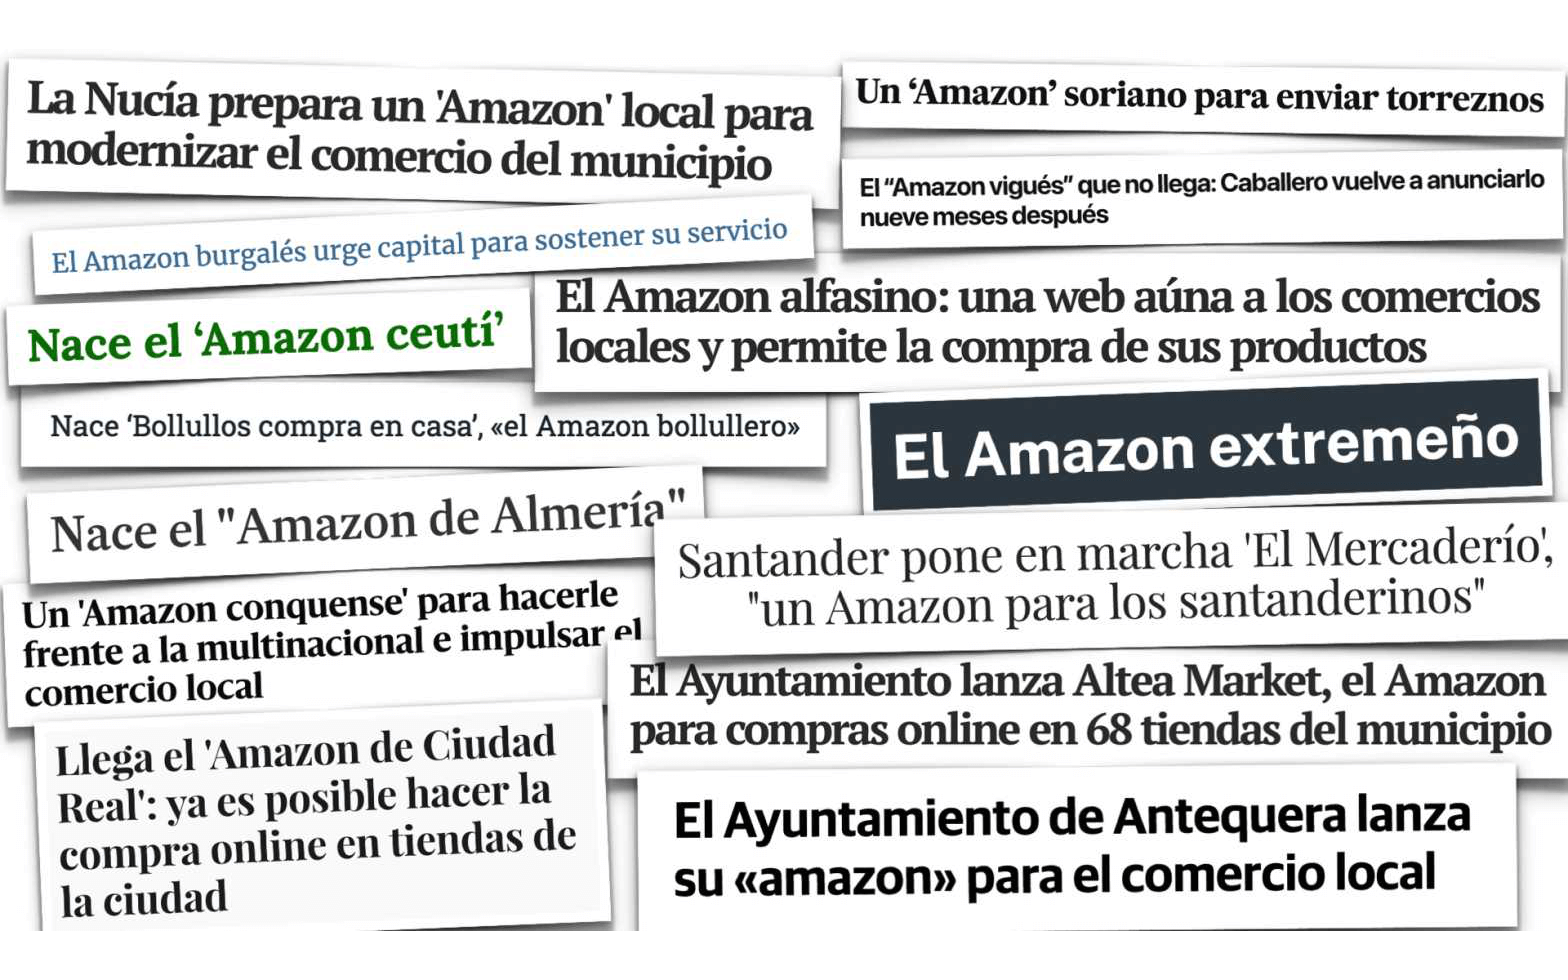 La Nucía prepara un 'Amazon' local para
modernizar el comercio del municipio
Un ‘Amazon’ soriano para enviar torreznos
El “Amazon vigués” que no llega: Caballero vuelve a anunciarlo
nueve meses después
El Amazon burgalés urge capital para sostener su servicio
El Amazon alfasino: una web aúna a los comercios
locales y permite la compra de sus productos
Nace el ‘Amazon ceutí’
Nace ‘Bollullos compra en casa’, «el Amazon bollullero»
El Amazon extremeño
Nace el "Amazon de Almería"
Santander pone en marcha 'El Mercaderío',
"un Amazon para los santanderinos"
Un 'Amazon conquense' para hacerle
frente a la multinacional e impulsar el
comercio local
El Ayuntamiento lanza Altea Market, el Amazon
para compras online en 68 tiendas del municipio
Llega el 'Amazon de Ciudad
Real': ya es posible hacer la
compra online en tiendas de
la ciudad
El Ayuntamiento de Antequera lanza
su «amazon» para el comercio local